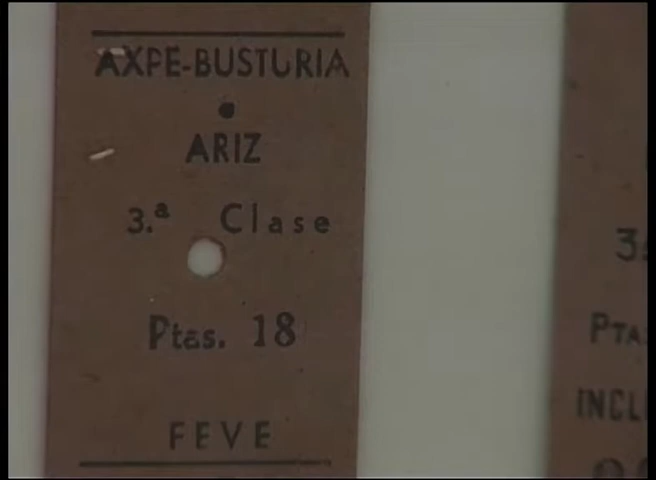 AXPE-BUSTURIA
a
ARIZ
3.ª Clase
Ptas. 18
FEVE